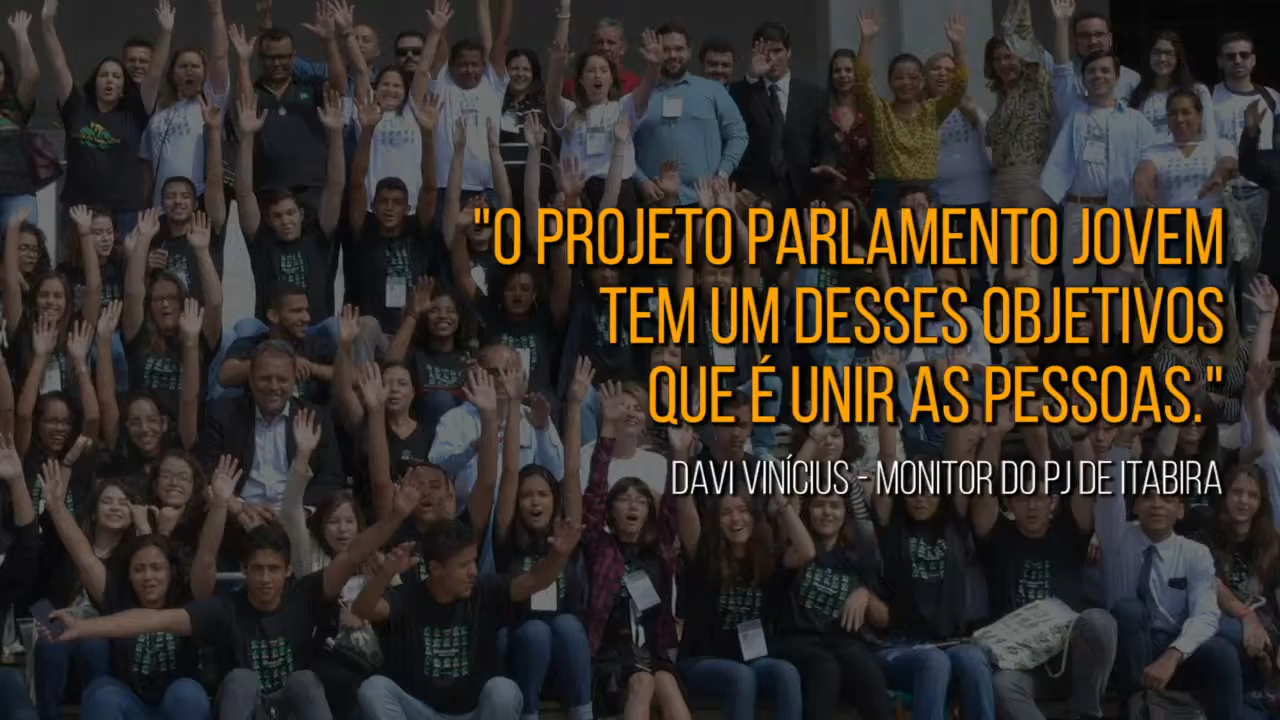 "O PROJETO PARLAMENTO JOVEM
TEM UM DESSES OBJETIVOS
QUE É UNIR AS PESSOAS."
DAVI VINÍCIUS - MONITOR DO PJ DE ITABIRA